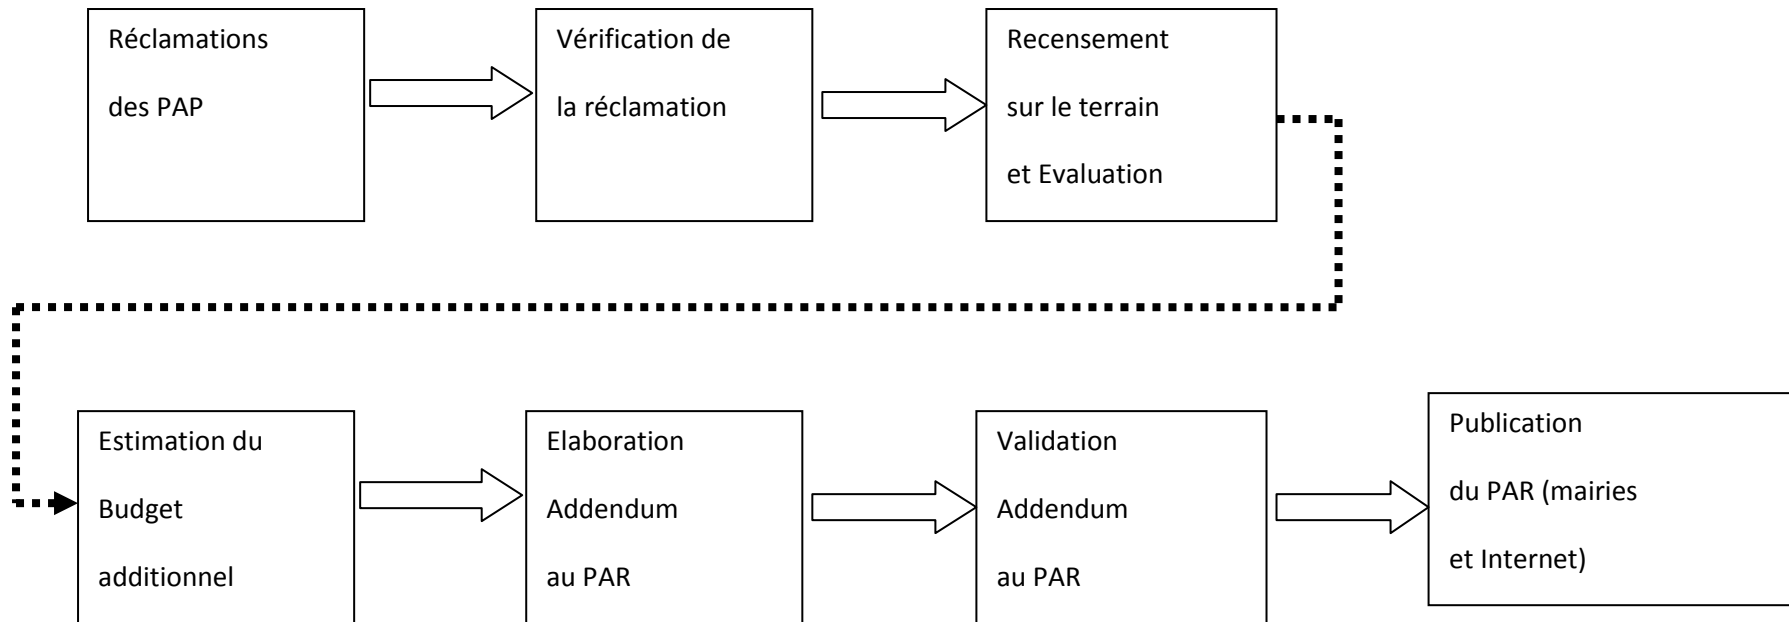 Réclamations
des PAP
Vérification de
la réclamation
Recensement
sur le terrain
et Evaluation
Estimation du
Budget
additionnel
Elaboration
Addendum
au PAR
Validation
Addendum
au PAR
Publication
du PAR (mairies
et Internet)